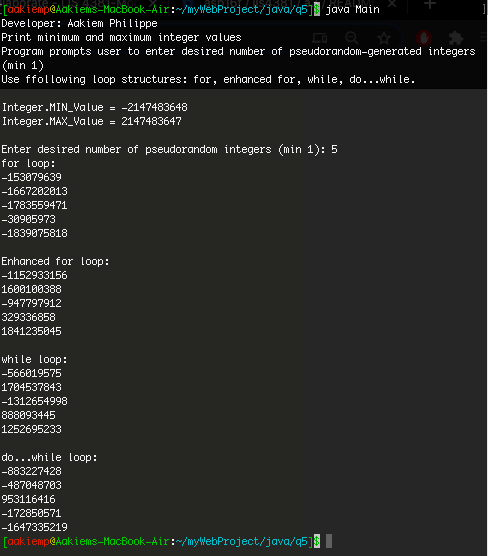 [aakiemp@Aakiems-MacBook-Air:~/myWebProject/java/q5]$ java Main
Developer: Aakiem Philippe
Print minimum and maximum integer values
Program prompts user to enter desired number of pseudorandom-generated integers
(min 1)
Use ffollowing loop structures: for, enhanced for, while, do...while.
Integer.MIN_Value = -2147483648
Integer.MAX_Value = 2147483647
Enter desired number of pseudorandom integers (min 1): 5
for loop:
-153079639
-1667202013
-1783559471
-30905973
-1839075818
Enhanced for loop:
-1152933156
1600100388
-947797912
329336858
1841235045
while loop:
-566019575
1704537843
-1312654998
888093445
1252695233
do...while loop:
-883227428
-487048703
953116416
-172850571
-1647335219
[aakiemp@Aakiems-MacBook-Air:~/myWebProject/java/q5]$